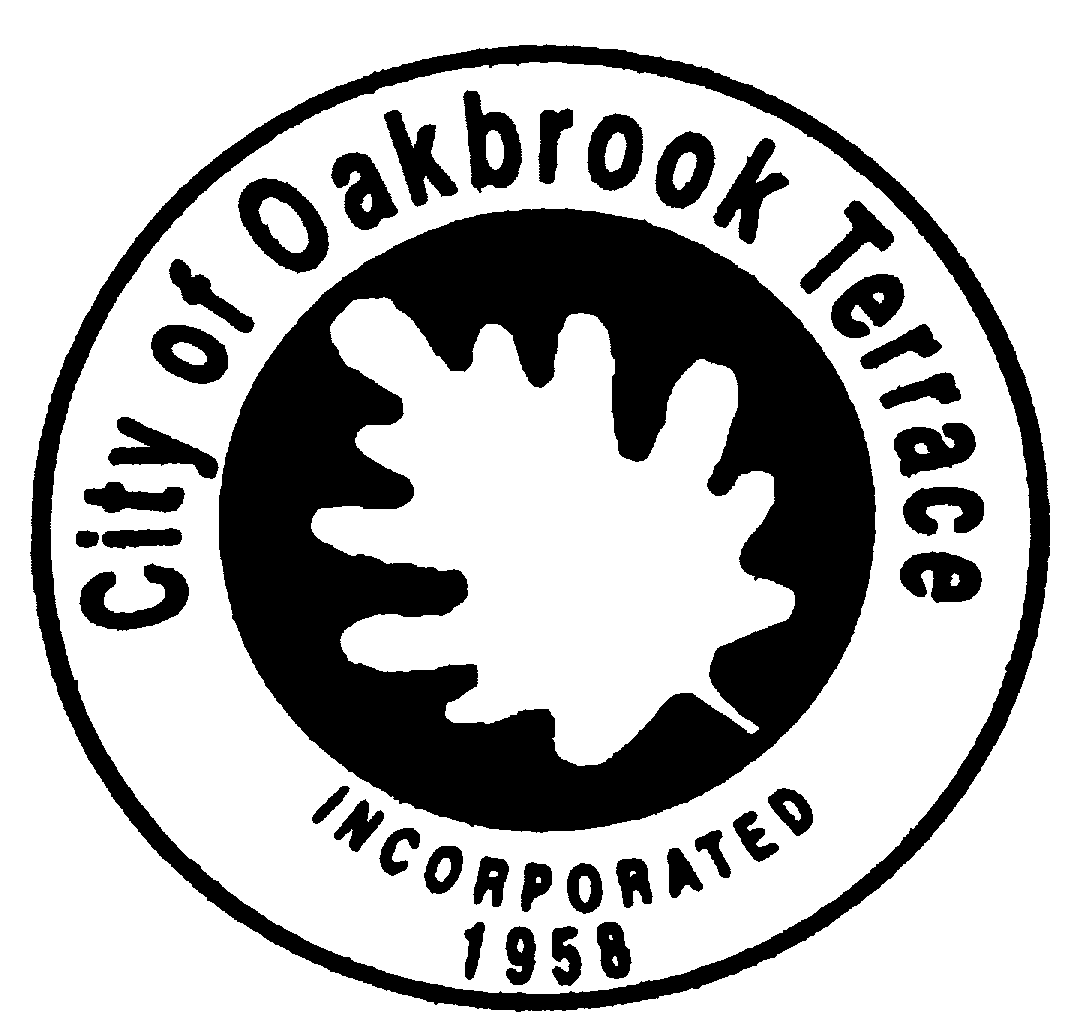 City of Oakbrook Terrace
INCORPORATED
1958